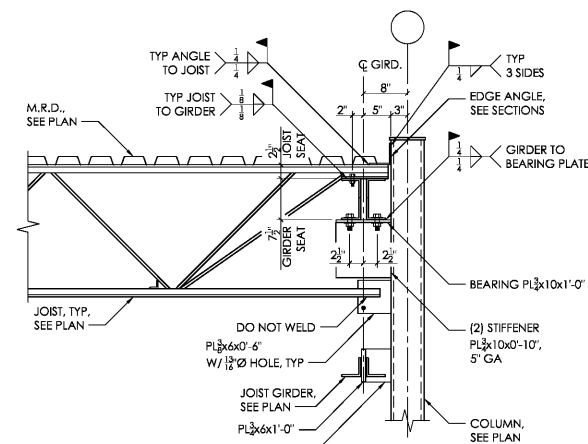 TYP ANGLE
TO JOIST
1/4
1/4
℄ GIRD.
TYP
3 SIDES
1/4
TYP JOIST
TO GIRDER
1/8
1/8
8"
2"
5"
3"
EDGE ANGLE,
SEE SECTIONS
M.R.D.,
SEE PLAN
2 1/2"
JOIST
SEAT
1/4
1/4
GIRDER TO
BEARING PLATE
7 1/2"
GIRDER
SEAT
2 1/2"
2 1/2"
BEARING PL3/4x10x1'-0"
JOIST, TYP,
SEE PLAN
DO NOT WELD
PL3/8x6x0'-6"
W/ 13/16"Ø HOLE, TYP
(2) STIFFENER
PL3/4x10x0'-10",
5" GA
JOIST GIRDER,
SEE PLAN
PL3/4x6x1'-0"
COLUMN,
SEE PLAN